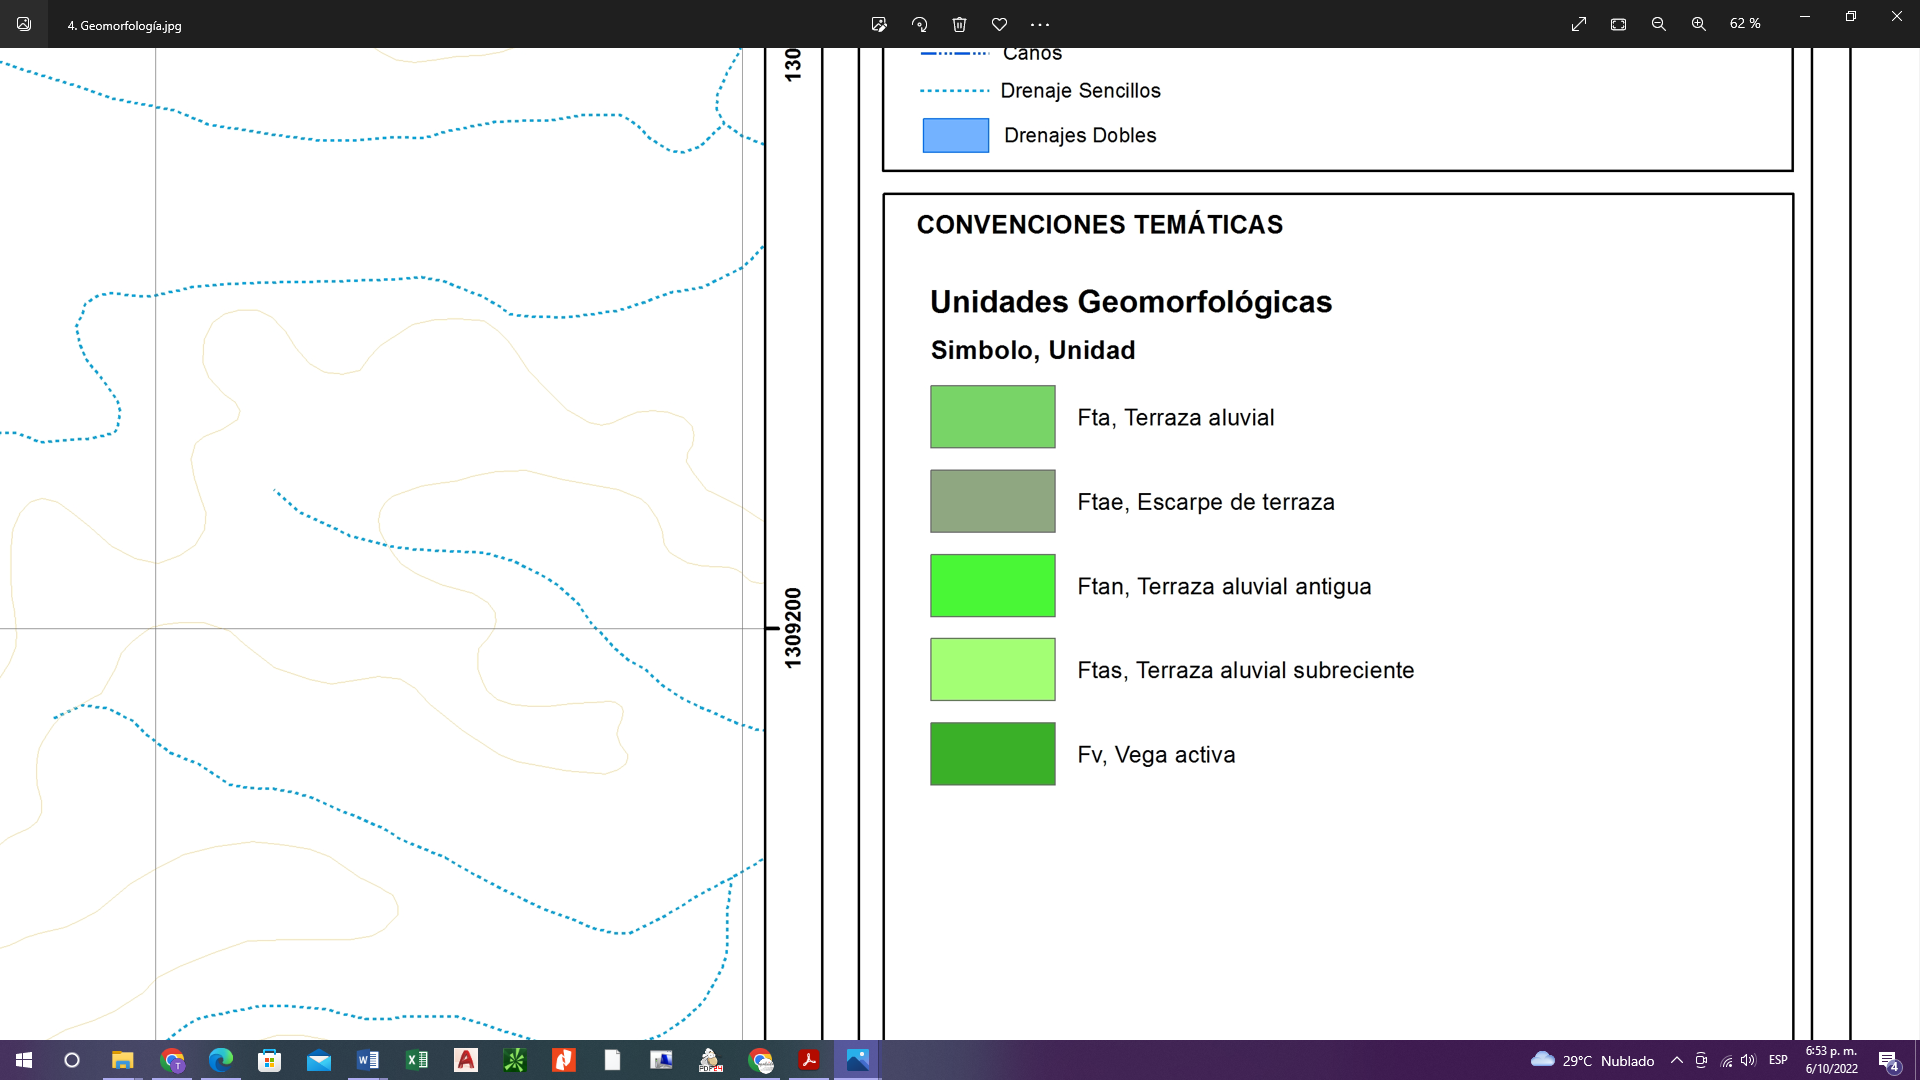 4. Geomorfología.jpg
62 %
130
Caños
Drenaje Sencillos
Drenajes Dobles
CONVENCIONES TEMÁTICAS
Unidades Geomorfológicas
Simbolo, Unidad
Fta, Terraza aluvial
Ftae, Escarpe de terraza
Ftan, Terraza aluvial antigua
Ftas, Terraza aluvial subreciente
Fv, Vega activa
1309200
T
PDF24
29°C Nublado
ESP
6:53 p. m.
6/10/2022
4